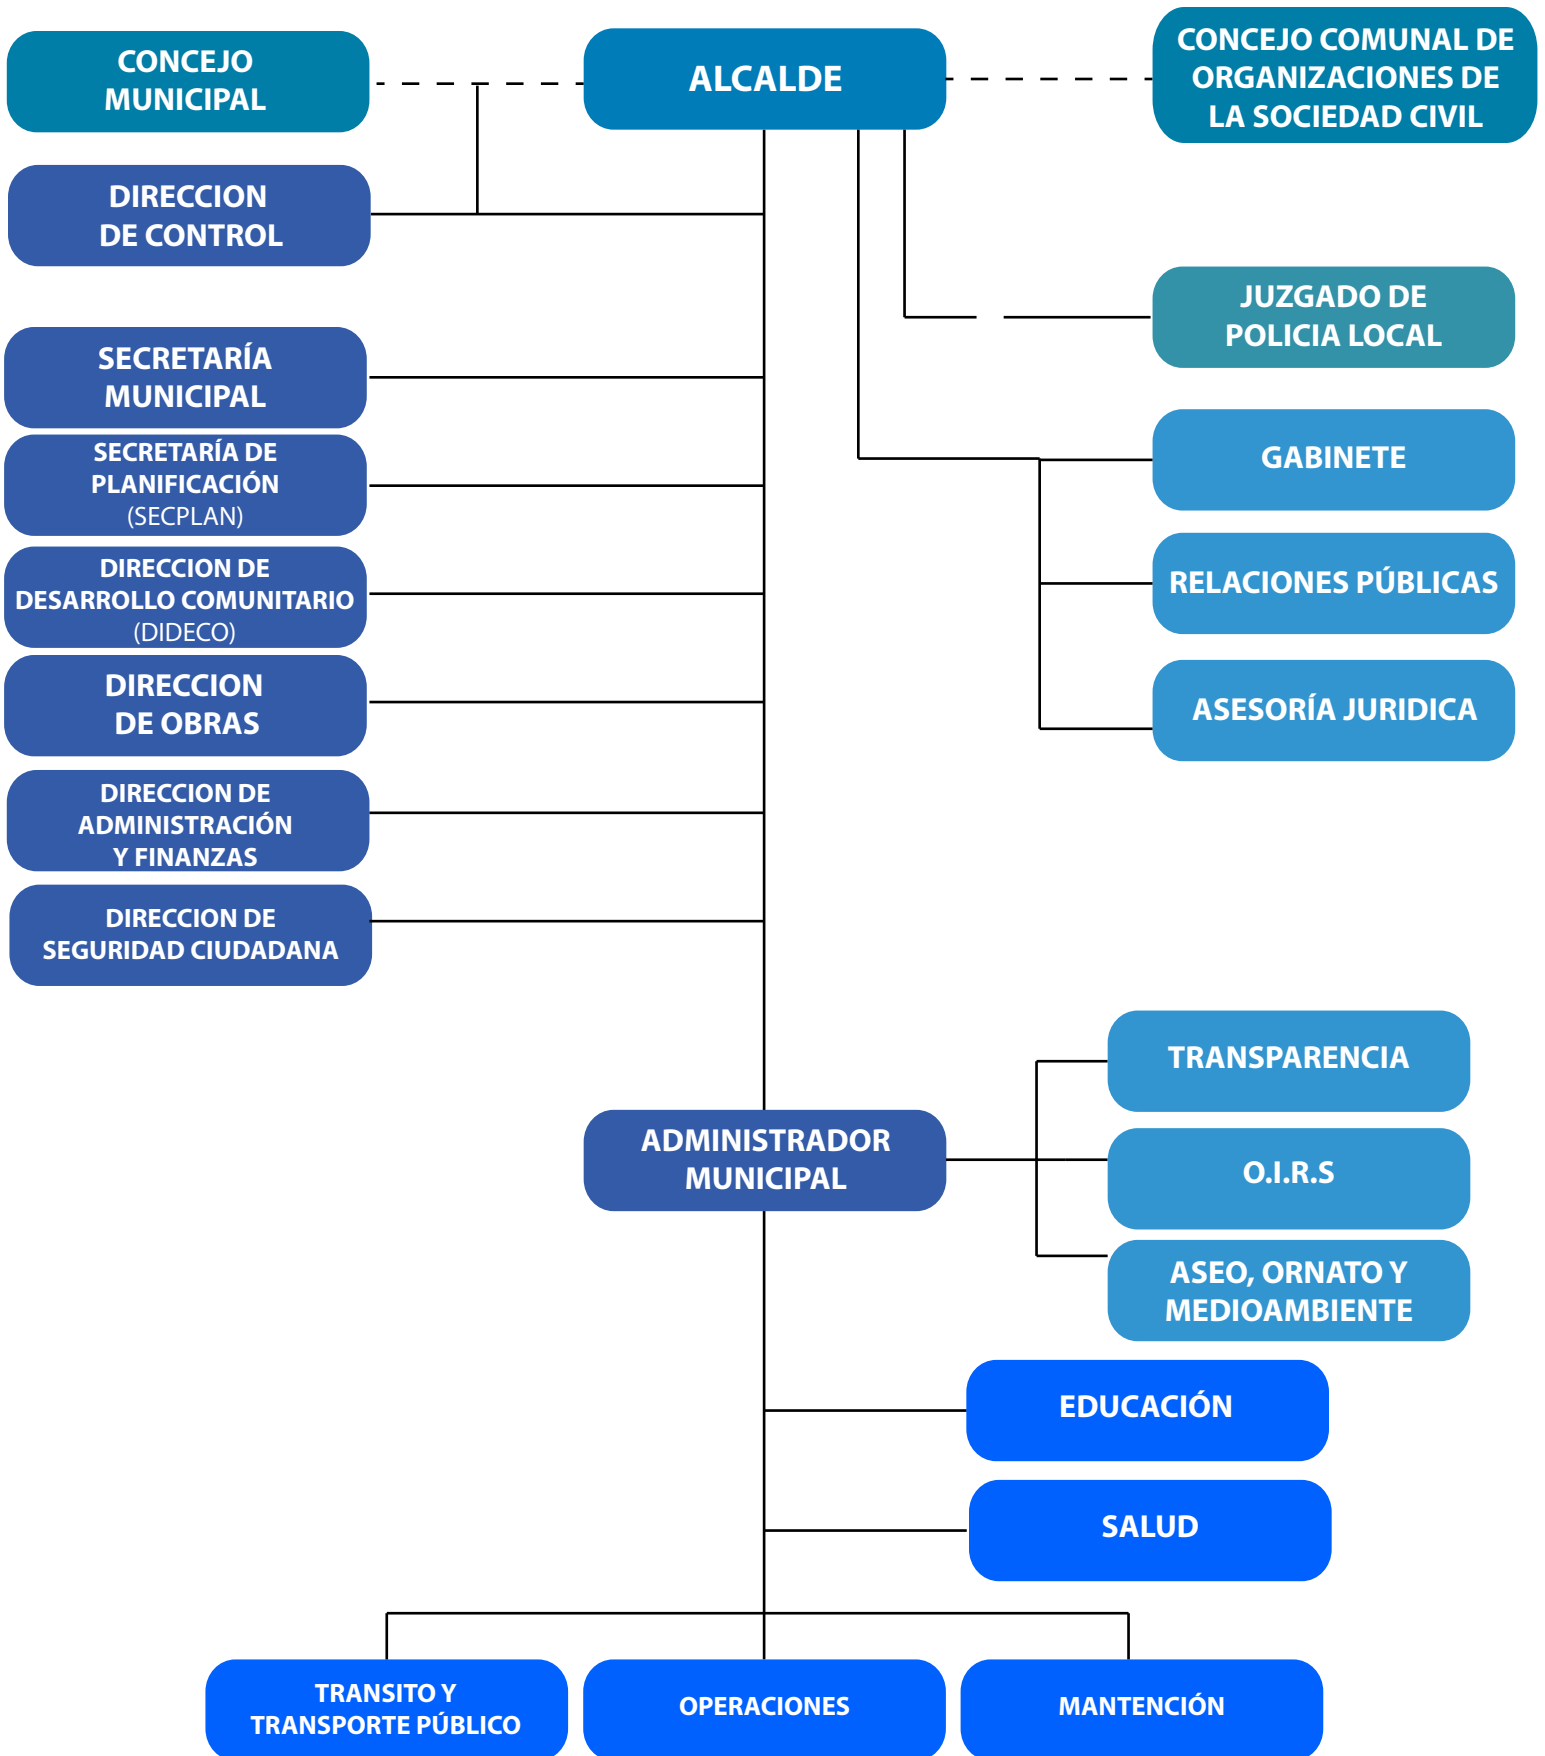 CONCEJO
MUNICIPAL
ALCALDE
CONCEJO COMUNAL DE
ORGANIZACIONES DE
LA SOCIEDAD CIVIL
DIRECCION
DE CONTROL
JUZGADO DE
POLICIA LOCAL
SECRETARÍA
MUNICIPAL
SECRETARÍA DE
PLANIFICACIÓN
(SECPLAN)
GABINETE
DIRECCION DE
DESARROLLO COMUNITARIO
(DIDECO)
RELACIONES PÚBLICAS
DIRECCION
DE OBRAS
ASESORÍA JURIDICA
DIRECCION DE
ADMINISTRACIÓN
Y FINANZAS
DIRECCION DE
SEGURIDAD CIUDADANA
TRANSPARENCIA
ADMINISTRADOR
MUNICIPAL
O.I.R.S
ASEO, ORNATO Y
MEDIOAMBIENTE
EDUCACIÓN
SALUD
TRANSITO Y
TRANSPORTE PÚBLICO
OPERACIONES
MANTENCIÓN